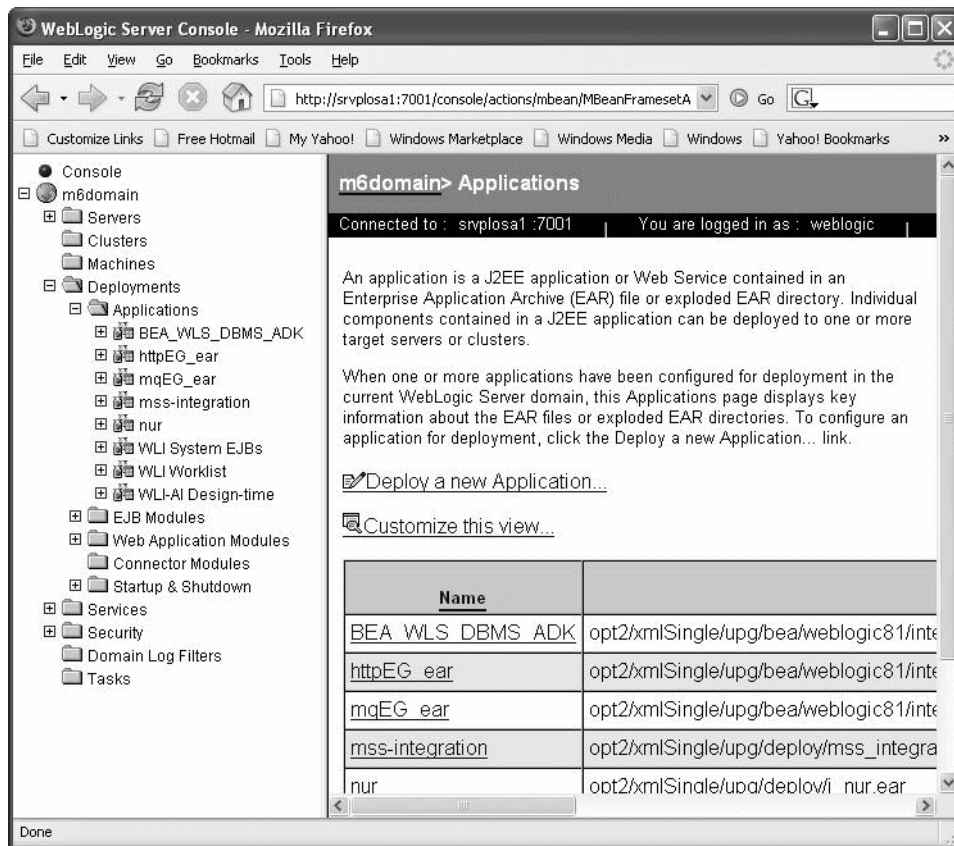 WebLogic Server Console - Mozilla Firefox
File Edit View Go Bookmarks Tools Help
http://srvplosa1:7001/console/actions/mbean/MBeanFramesetA Go G
Customize Links Free Hotmail My Yahoo! Windows Marketplace Windows Media Windows Yahoo! Bookmarks »
Console
m6domain
Servers
Clusters
Machines
Deployments
Applications
BEA_WLS_DBMS_ADK
httpEG_ear
mqEG_ear
mss-integration
nur
WLI System EJBs
WLI Worklist
WLI-AI Design-time
EJB Modules
Web Application Modules
Connector Modules
Startup & Shutdown
Services
Security
Domain Log Filters
Tasks
m6domain> Applications
Connected to : srvplosa1 :7001 You are logged in as : weblogic
An application is a J2EE application or Web Service contained in an
Enterprise Application Archive (EAR) file or exploded EAR directory. Individual
components contained in a J2EE application can be deployed to one or more
target servers or clusters.
When one or more applications have been configured for deployment in the
current WebLogic Server domain, this Applications page displays key
information about the EAR files or exploded EAR directories. To configure an
application for deployment, click the Deploy a new Application... link.
Deploy a new Application...
Customize this view...
Name
BEA_WLS_DBMS_ADK opt2/xmlSingle/upg/bea/weblogic81/inte
httpEG_ear opt2/xmlSingle/upg/bea/weblogic81/inte
mqEG_ear opt2/xmlSingle/upg/bea/weblogic81/inte
mss-integration opt2/xmlSingle/upg/deploy/mss_integra
nur opt2/xmlSingle/upg/deploy/j_nur.ear
Done